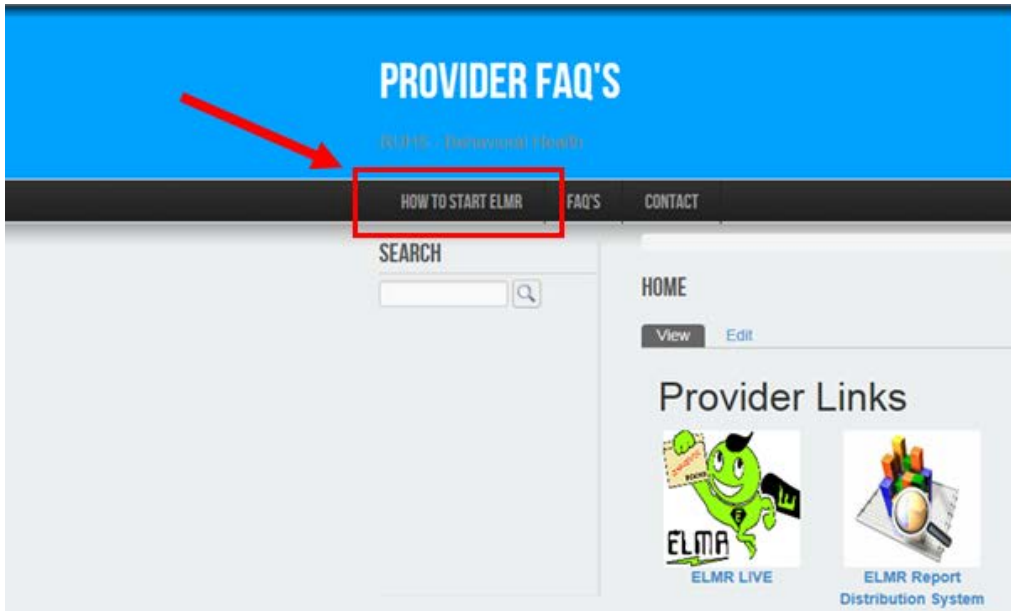 PROVIDER FAQ'S
RUHS - Behavioral Health
HOW TO START ELMR
FAQ'S
CONTACT
SEARCH
HOME
View
Edit
Provider Links
ELMR
E
E
ELMR LIVE
ELMR Report
Distribution System